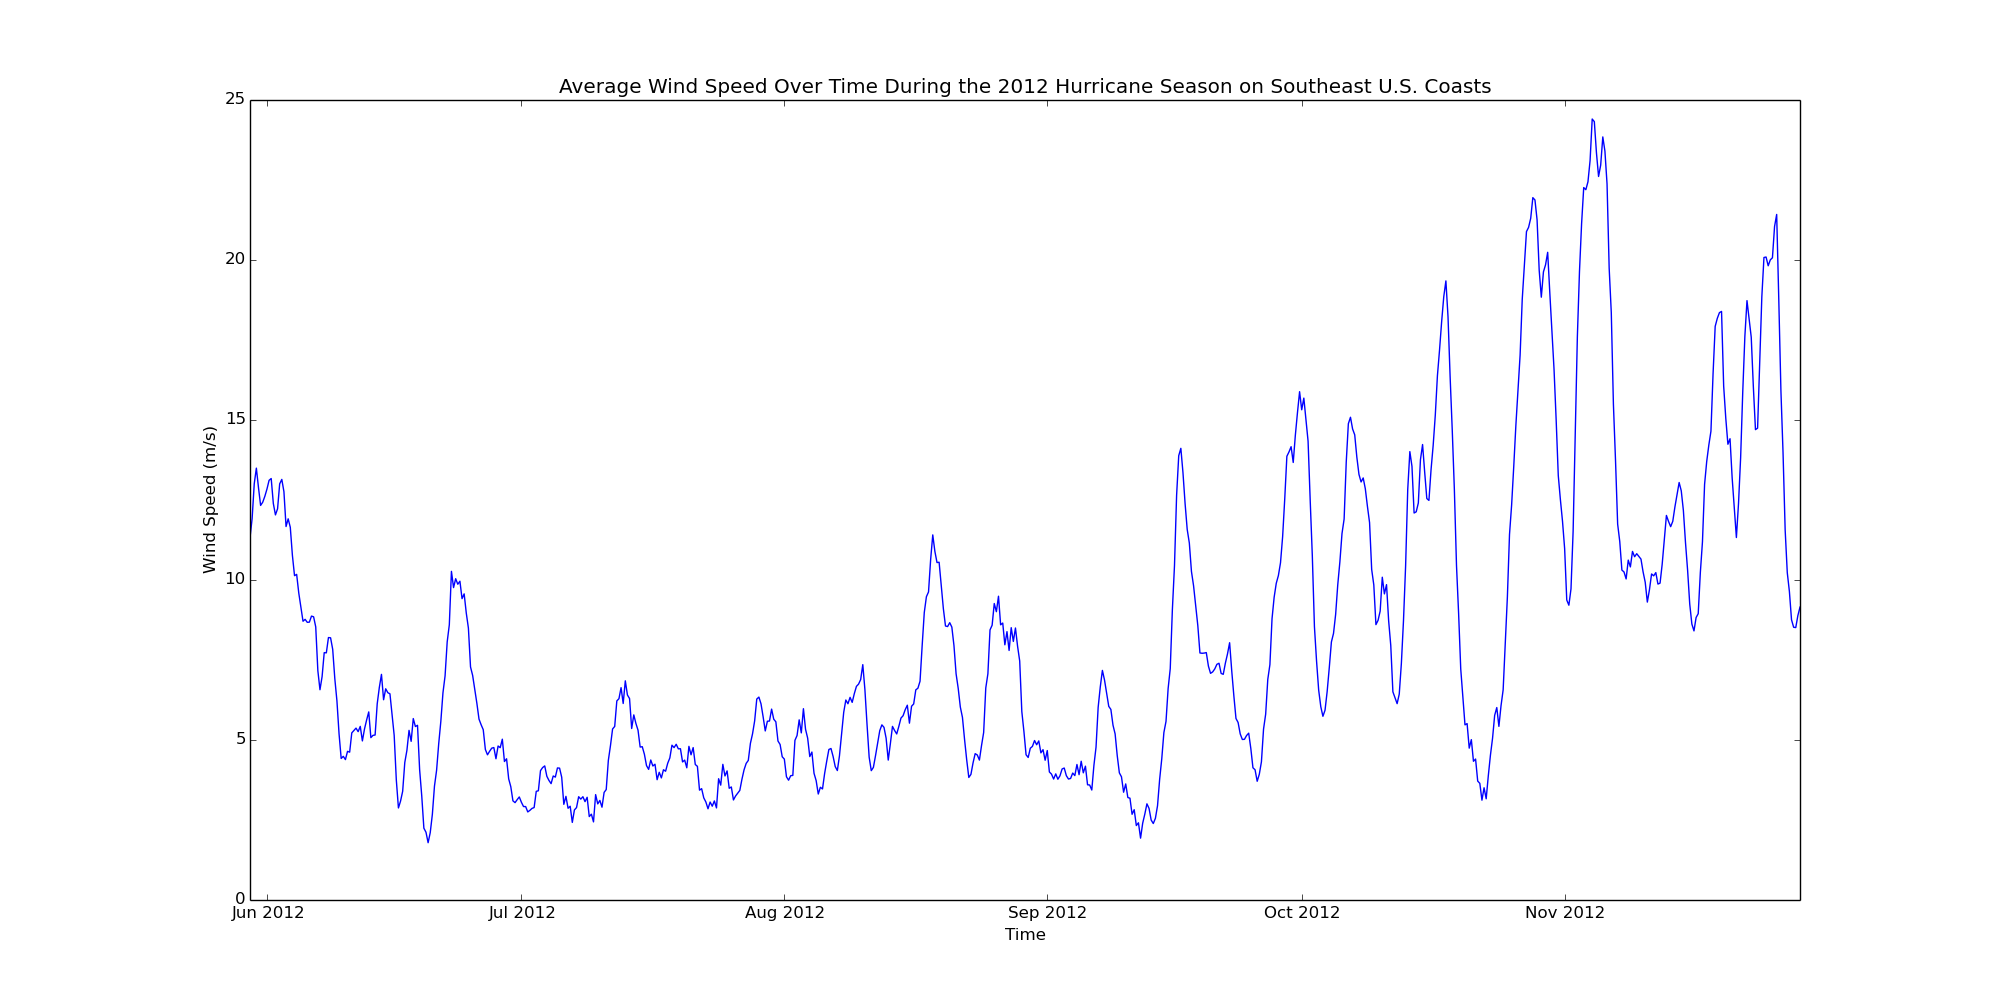 Average Wind Speed Over Time During the 2012 Hurricane Season on Southeast U.S. Coasts
25
20
15
10
5
0
Wind Speed (m/s)
Jun 2012 Jul 2012 Aug 2012 Sep 2012 Oct 2012 Nov 2012
Time